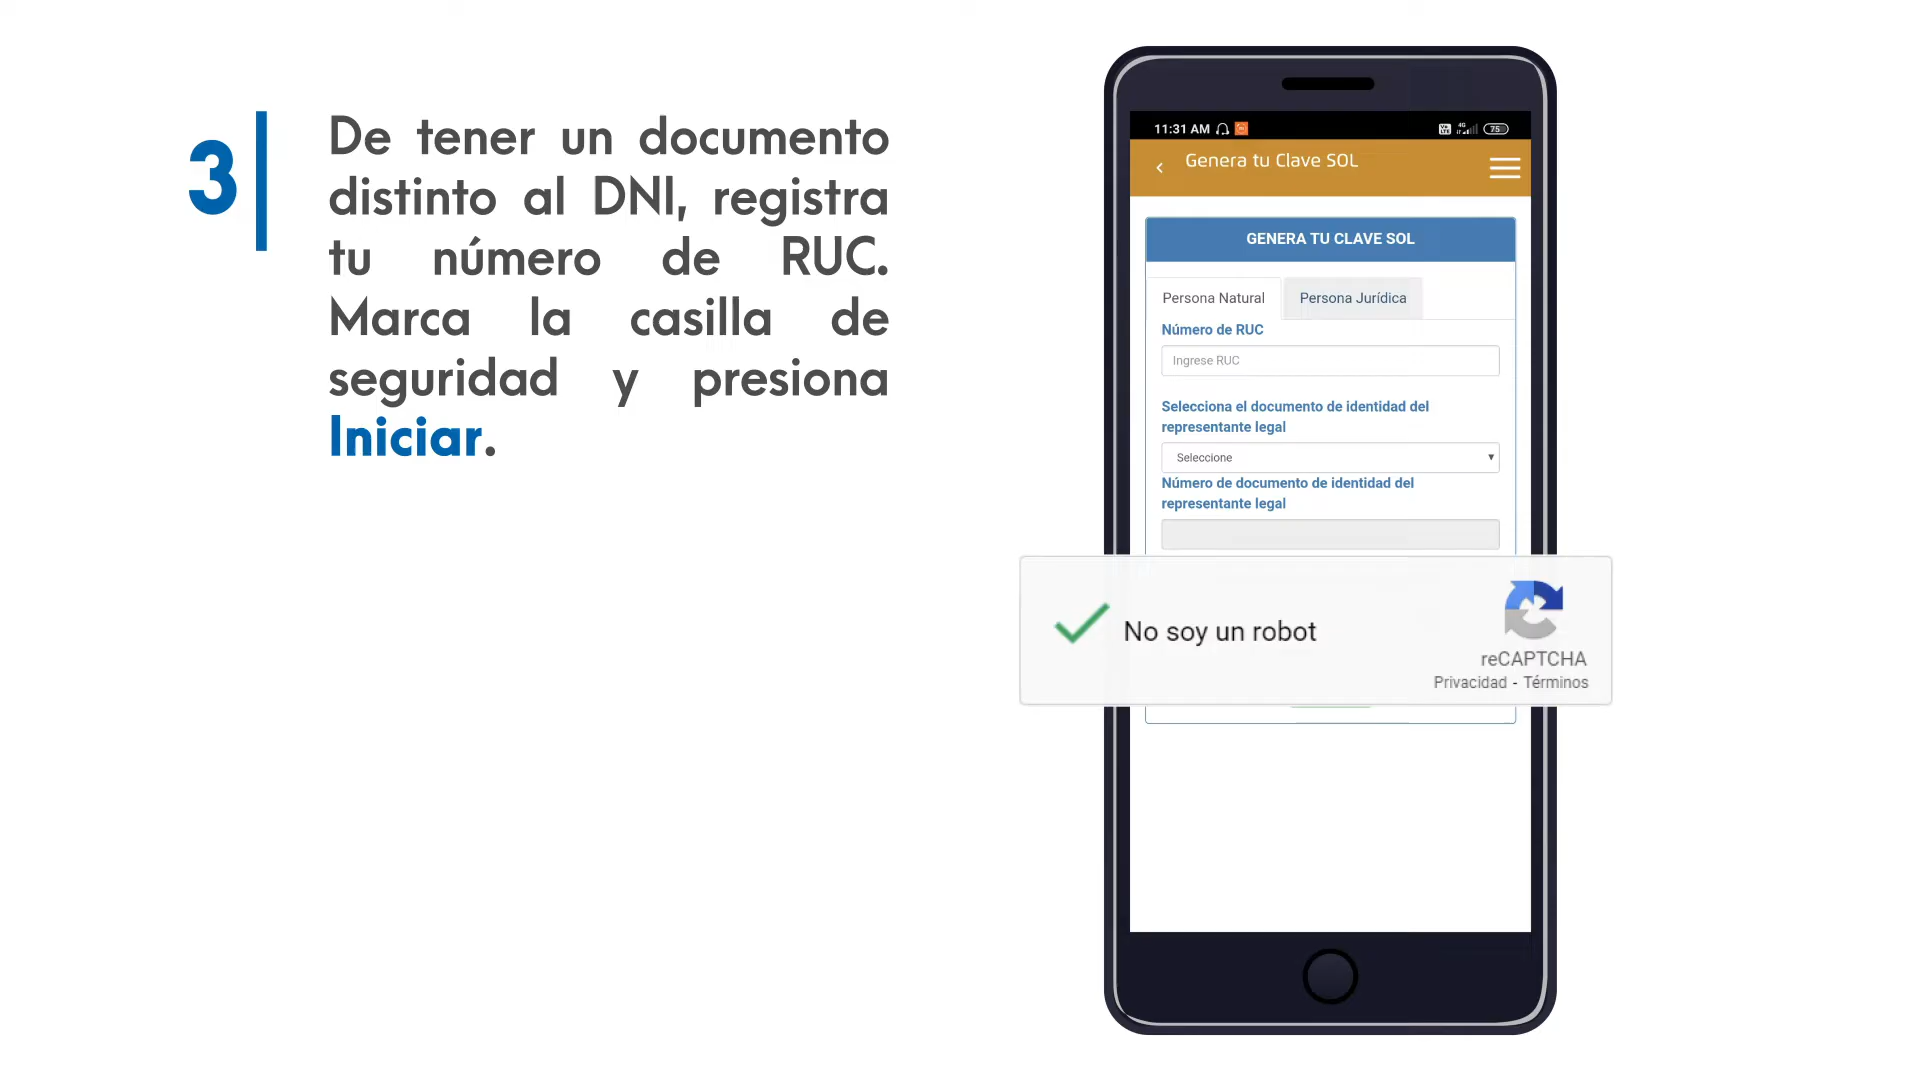 3
De tener un documento
distinto al DNI, registra
tu número de RUC.
Marca la casilla de
seguridad y presiona
Iniciar.
11:31 AM
4G
75
Genera tu Clave SOL
GENERA TU CLAVE SOL
Persona Natural Persona Jurídica
Número de RUC
Ingrese RUC
Selecciona el documento de identidad del
representante legal
Seleccione
Número de documento de identidad del
representante legal
No soy un robot
reCAPTCHA
Privacidad - Términos